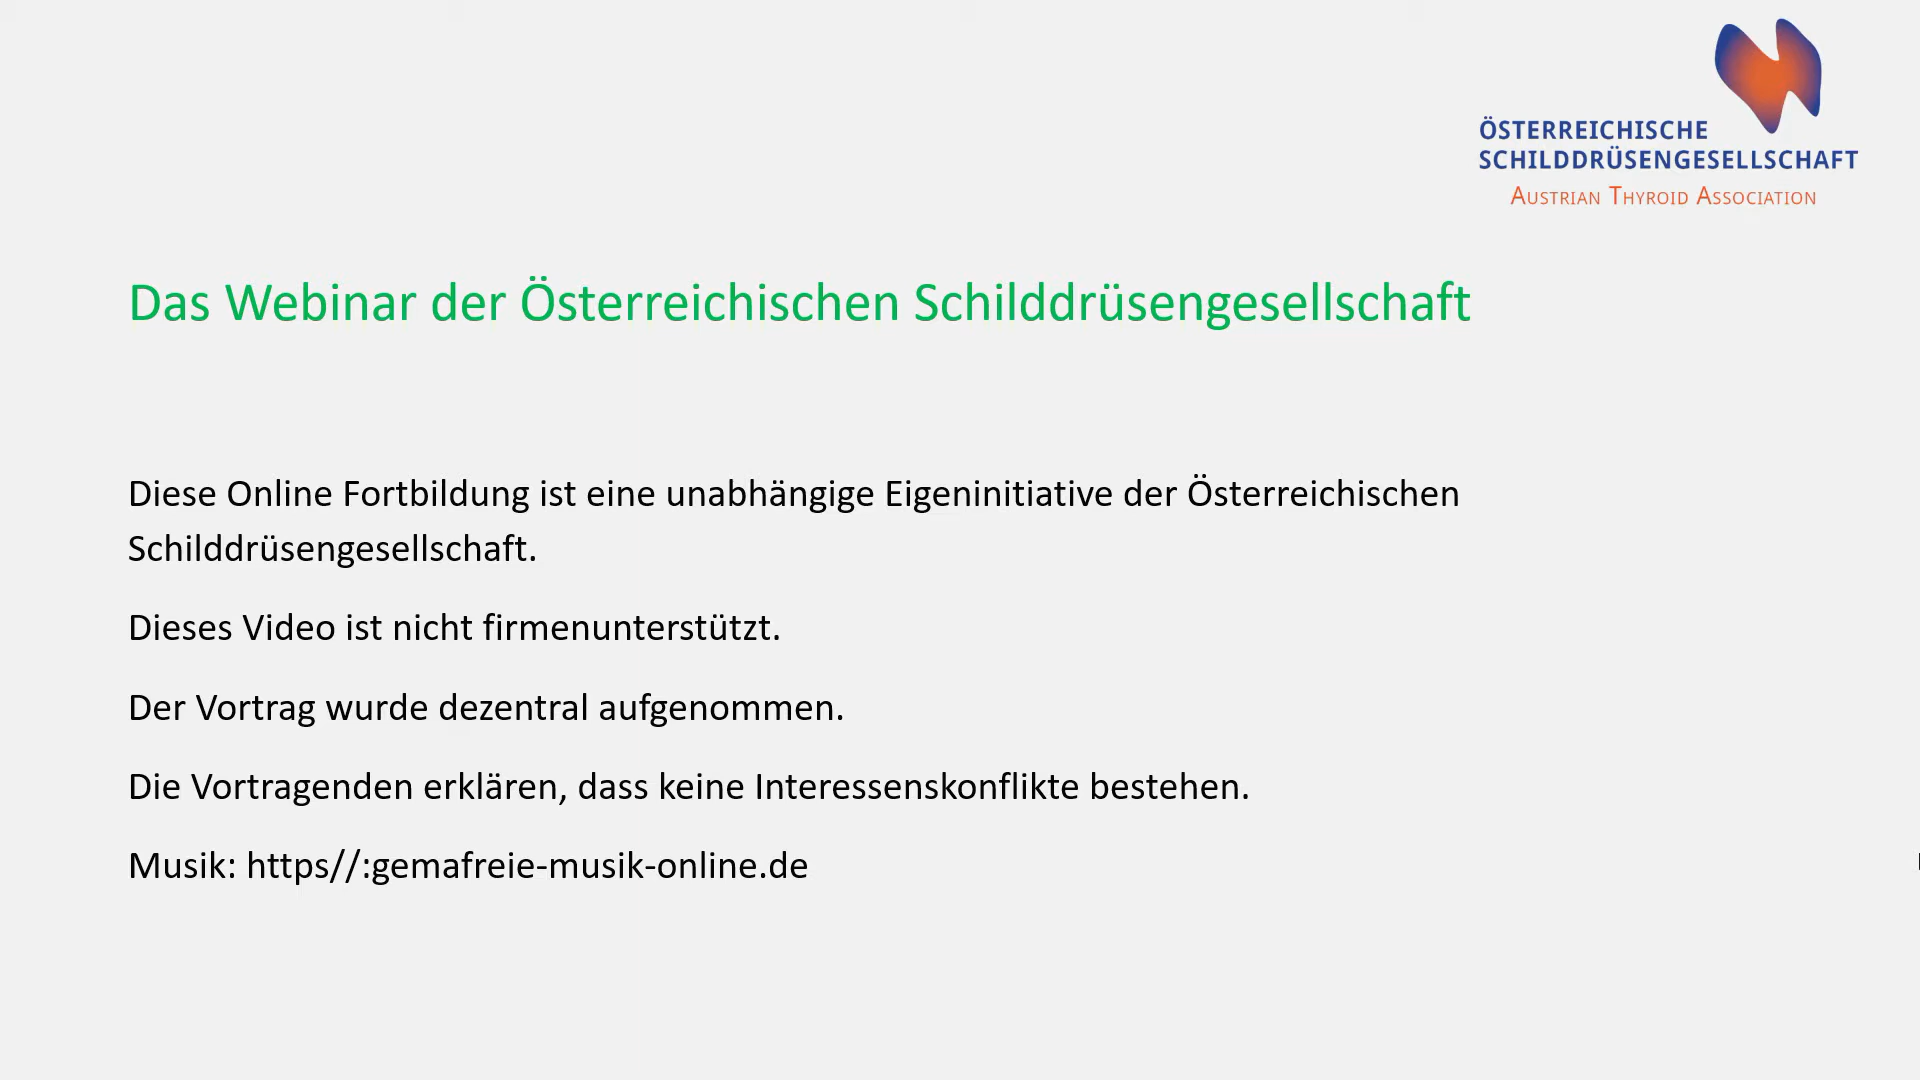 ÖSTERREICHISCHE
SCHILDDRÜSENGESELLSCHAFT
AUSTRIAN THYROID ASSOCIATION
Das Webinar der Österreichischen Schilddrüsengesellschaft
Diese Online Fortbildung ist eine unabhängige Eigeninitiative der Österreichischen
Schilddrüsengesellschaft.
Dieses Video ist nicht firmenunterstützt.
Der Vortrag wurde dezentral aufgenommen.
Die Vortragenden erklären, dass keine Interessenskonflikte bestehen.
Musik: https//:gemafreie-musik-online.de